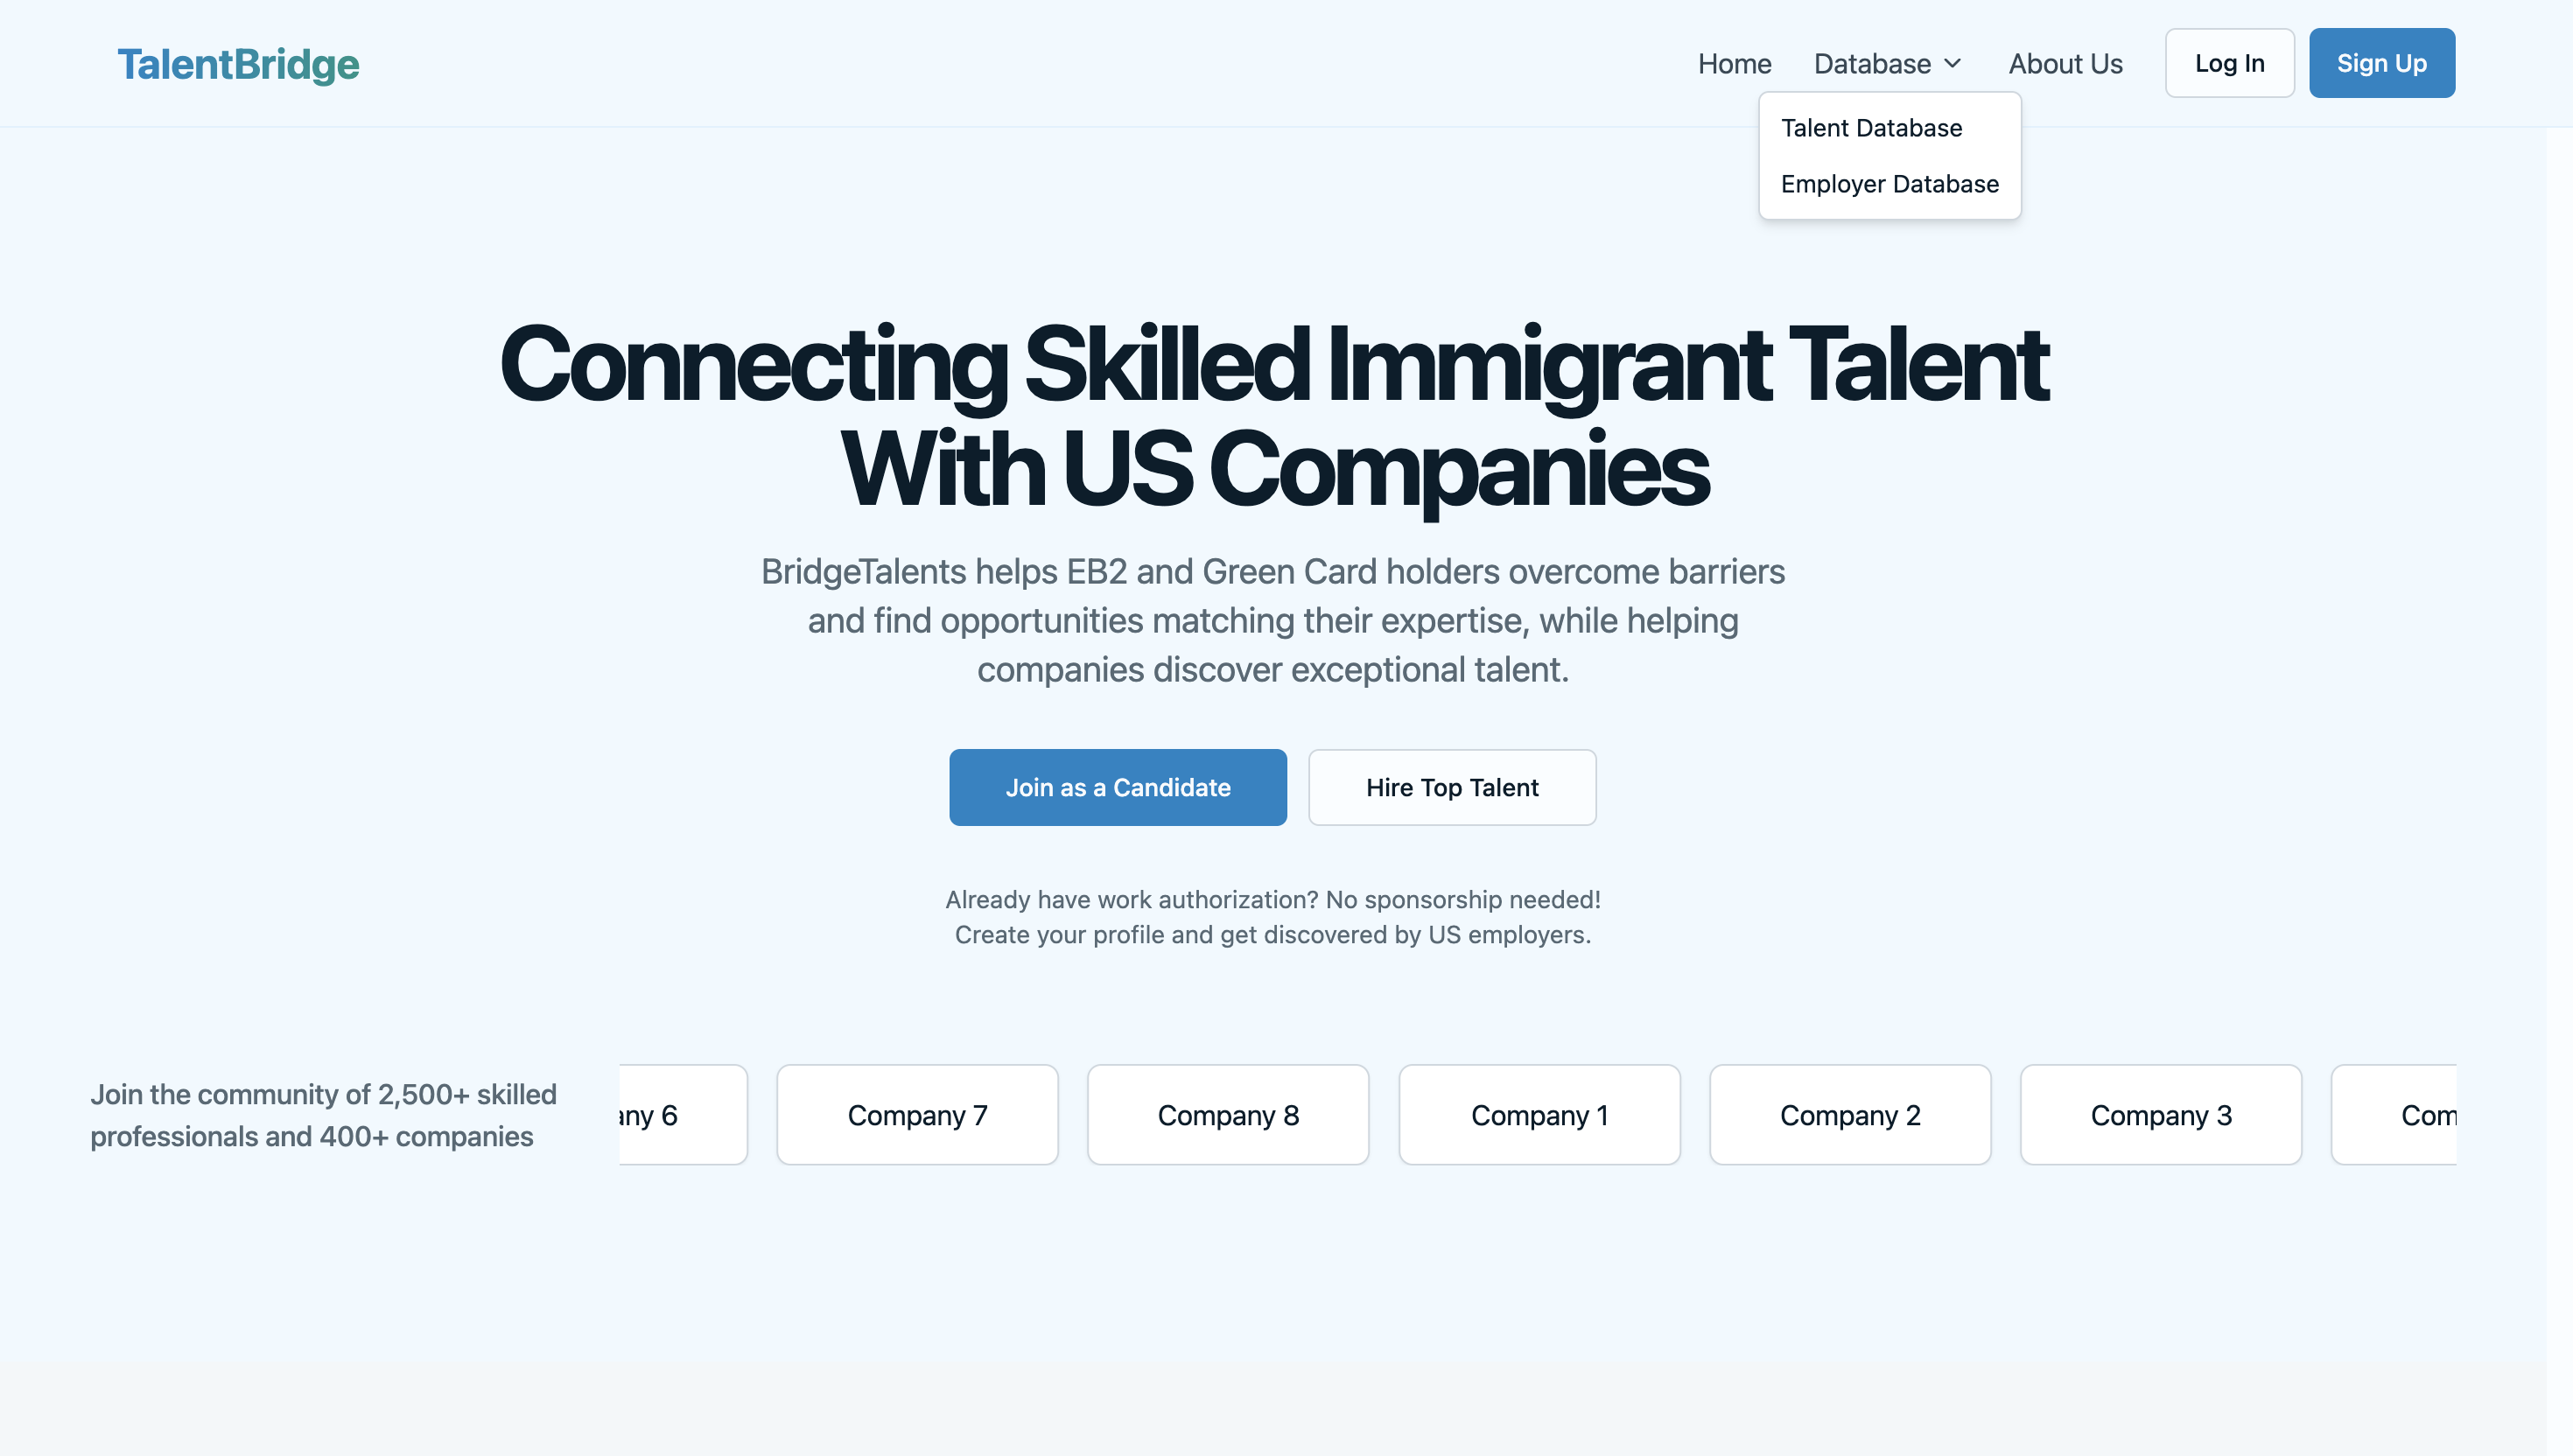 TalentBridge
Home
Database
About Us
Log In
Sign Up
Talent Database
Employer Database
Connecting Skilled Immigrant Talent
With US Companies
BridgeTalents helps EB2 and Green Card holders overcome barriers
and find opportunities matching their expertise, while helping
companies discover exceptional talent.
Join as a Candidate
Hire Top Talent
Already have work authorization? No sponsorship needed!
Create your profile and get discovered by US employers.
Join the community of 2,500+ skilled
professionals and 400+ companies
any 6
Company 7
Company 8
Company 1
Company 2
Company 3
Com